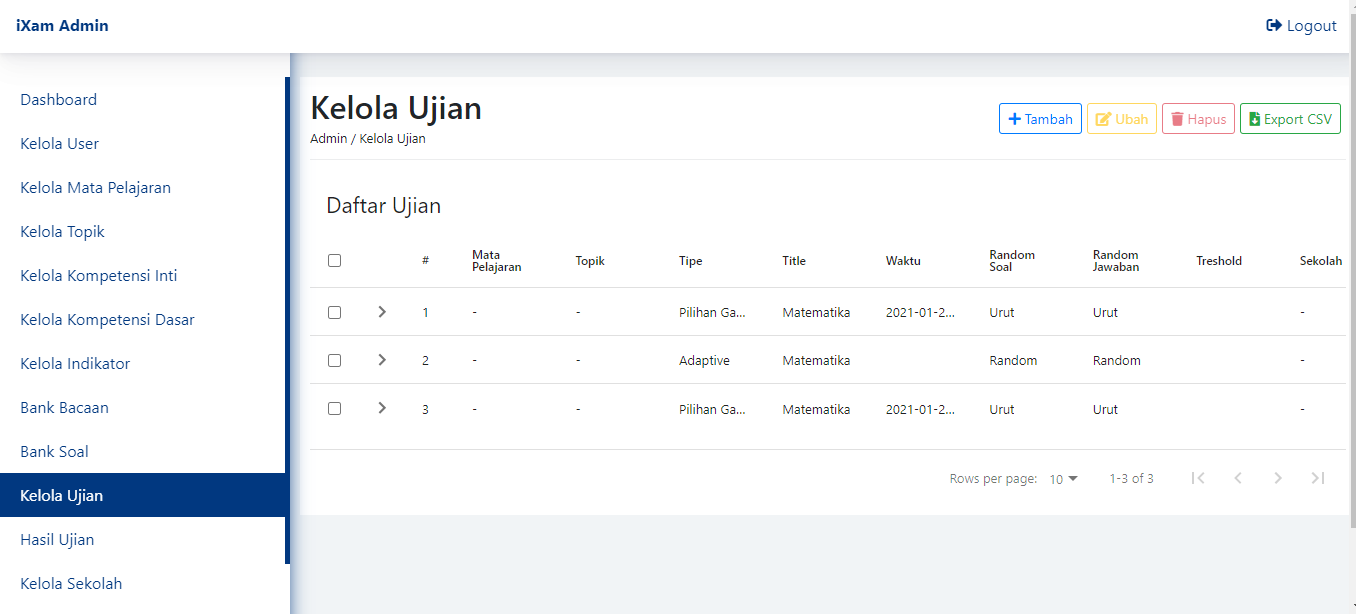 iXam Admin
Logout
Dashboard
Kelola User
Kelola Mata Pelajaran
Kelola Topik
Kelola Kompetensi Inti
Kelola Kompetensi Dasar
Kelola Indikator
Bank Bacaan
Bank Soal
Kelola Ujian
Hasil Ujian
Kelola Sekolah
Kelola Ujian
Admin / Kelola Ujian
Tambah Ubah Hapus Export CSV
Daftar Ujian
# Mata Pelajaran Topik Tipe Title Waktu Random Soal Random Jawaban Treshold Sekolah
1 - - Pilihan Ga... Matematika 2021-01-2... Urut Urut -
2 - - Adaptive Matematika Random Random -
3 - - Pilihan Ga... Matematika 2021-01-2... Urut Urut -
Rows per page: 10 1-3 of 3